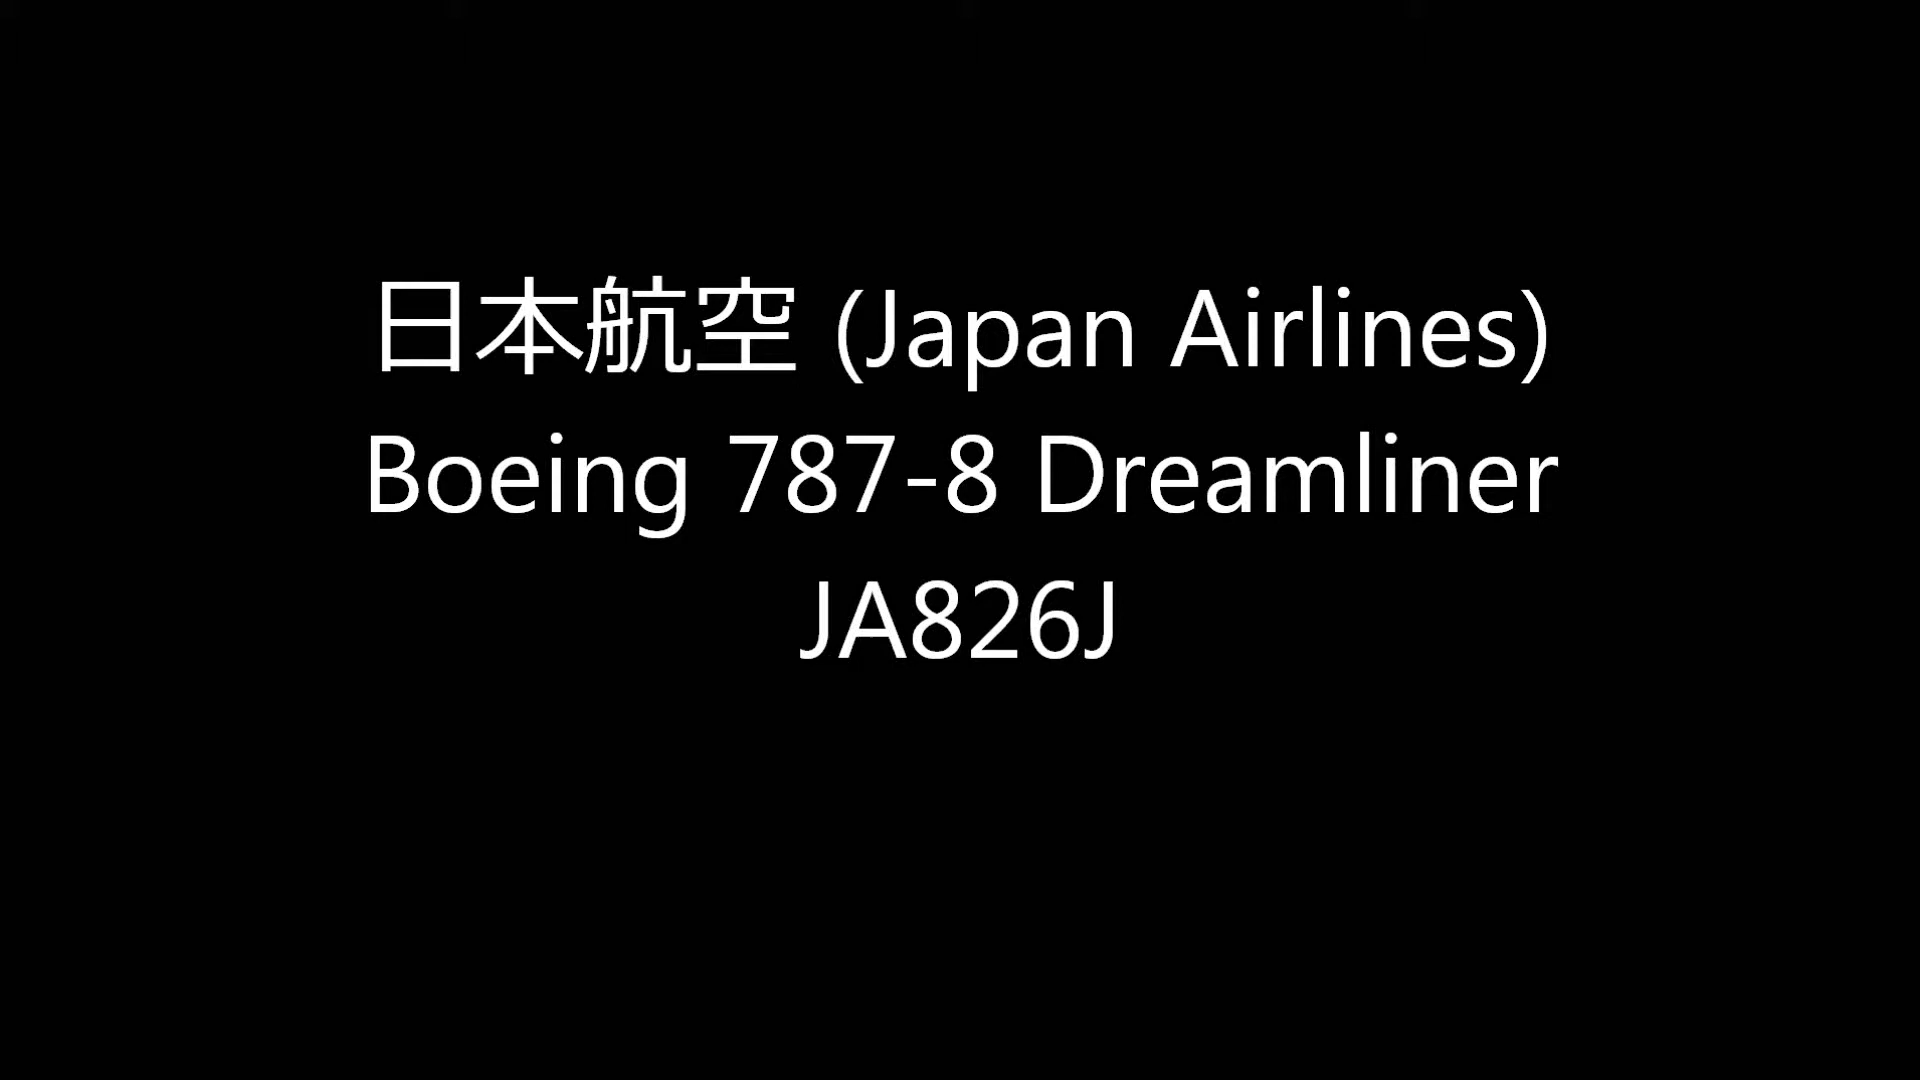 日本航空 (Japan Airlines)
Boeing 787-8 Dreamliner
JA826J